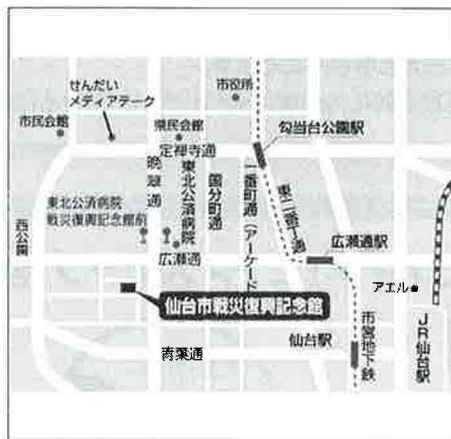 せんだい
メディアテーク
市役所
市民会館
県民会館
勾当台公園駅
定禅寺通
晩翠通
東北公済病院
国分町通
一番町通(アーケード)
東二番丁通
東北公済病院
戦災復興記念館前
西公園
広瀬通
広瀬通駅
アエル
仙台市戦災復興記念館
青葉通
仙台駅
市営地下鉄
JR仙台駅